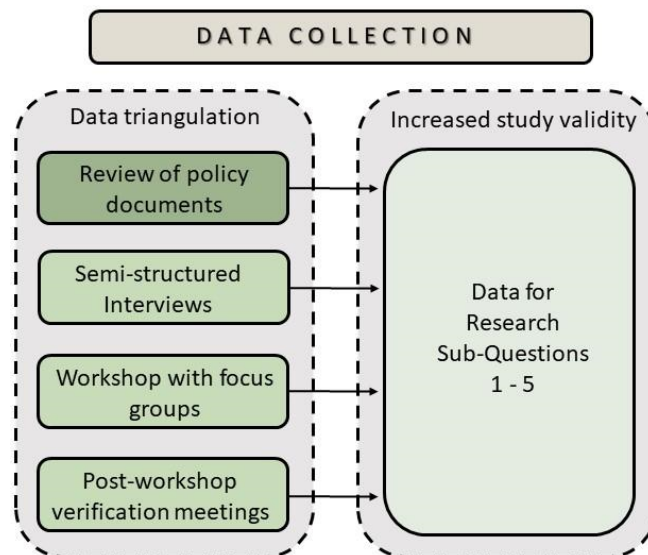 DATA COLLECTION
Data triangulation
Review of policy
documents
Semi-structured
Interviews
Workshop with focus
groups
Post-workshop
verification meetings
Increased study validity
Data for
Research
Sub-Questions
1 - 5